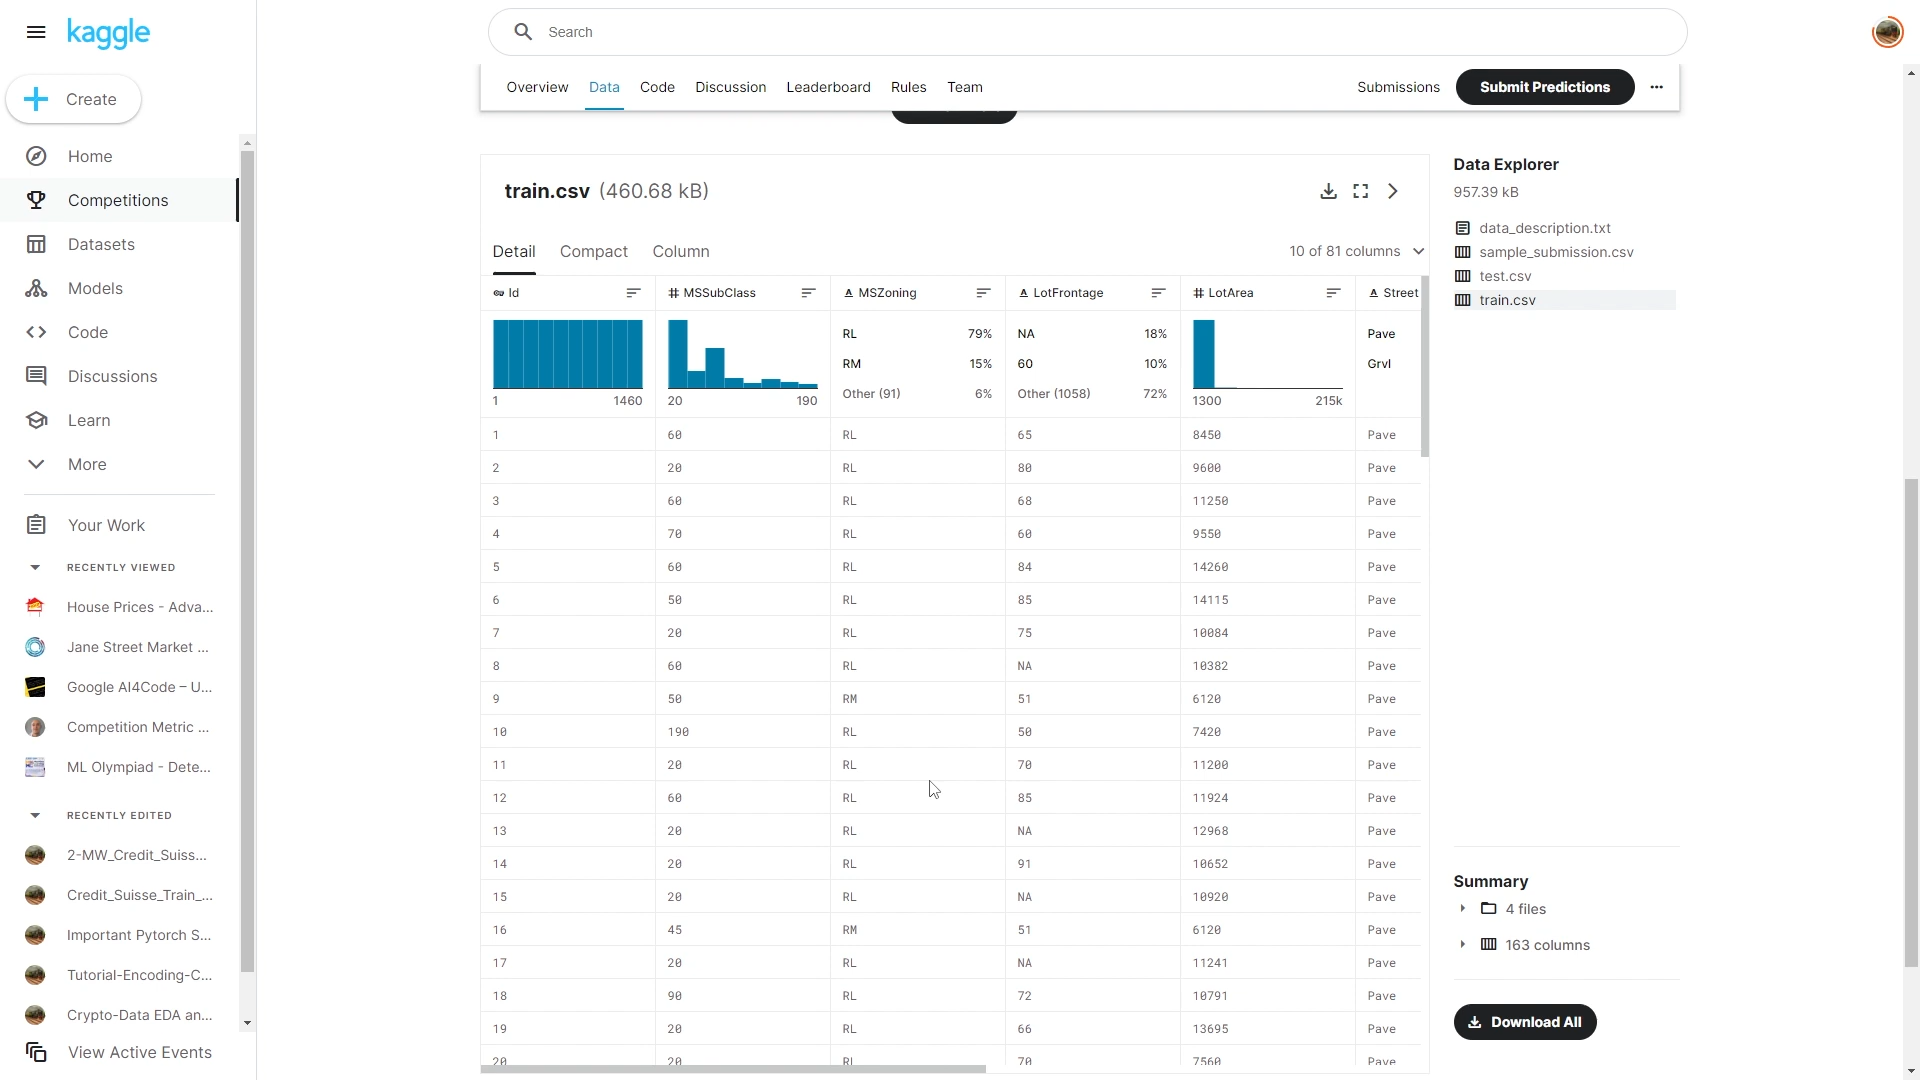 kaggle
Search
Create
Overview Data Code Discussion Leaderboard Rules Team Submissions Submit Predictions
Home
Competitions
Datasets
Models
Code
Discussions
Learn
More
Your Work
RECENTLY VIEWED
House Prices - Adva...
Jane Street Market ...
Google AI4Code – U...
Competition Metric ...
ML Olympiad - Dete...
RECENTLY EDITED
2-MW_Credit_Suiss...
Credit_Suisse_Train_...
Important Pytorch S...
Tutorial-Encoding-C...
Crypto-Data EDA an...
View Active Events
train.csv (460.68 kB)
Detail Compact Column 10 of 81 columns
Id # MSSubClass A MSZoning A LotFrontage # LotArea A Street
RL 79% NA 18% Pave
RM 15% 60 10% Grvl
Other (91) 6% Other (1058) 72%
1 1460 20 190 1300 215k
1 60 RL 65 8450 Pave
2 20 RL 80 9600 Pave
3 60 RL 68 11250 Pave
4 70 RL 60 9550 Pave
5 60 RL 84 14260 Pave
6 50 RL 85 14115 Pave
7 20 RL 75 10084 Pave
8 60 RL NA 10382 Pave
9 50 RM 51 6120 Pave
10 190 RL 50 7420 Pave
11 20 RL 70 11200 Pave
12 60 RL 85 11924 Pave
13 20 RL NA 12968 Pave
14 20 RL 91 10652 Pave
15 20 RL NA 10920 Pave
16 45 RM 51 6120 Pave
17 20 RL NA 11241 Pave
18 90 RL 72 10791 Pave
19 20 RL 66 13695 Pave
20 20 RL 70 7560 Pave
Data Explorer
957.39 kB
data_description.txt
sample_submission.csv
test.csv
train.csv
Summary
4 files
163 columns
Download All